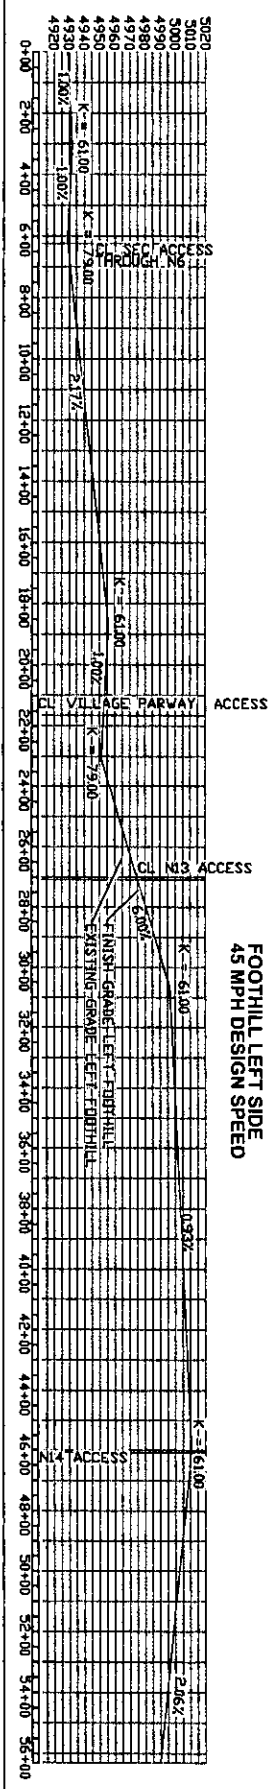 FOOTHILL LEFT SIDE
45 MPH DESIGN SPEED
5020
5010
5000
4990
4980
4970
4960
4950
4940
4930
4920
K = 61.00
K = 79.00
CL SEC ACCESS
THROUGH N6
1.00%
1.00%
2.17%
K = 61.00
1.00%
CL VILLAGE PARWAY ACCESS
K = 79.00
CL N13 ACCESS
6.00%
FINISH GRADE LEFT FOOTHILL
EXISTING GRADE LEFT FOOTHILL
K = 61.00
0.93%
K = 61.00
N14 ACCESS
2.06%
0+00 2+00 4+00 6+00 8+00 10+00 12+00 14+00 16+00 18+00 20+00 22+00 24+00 26+00 28+00 30+00 32+00 34+00 36+00 38+00 40+00 42+00 44+00 46+00 48+00 50+00 52+00 54+00 56+00